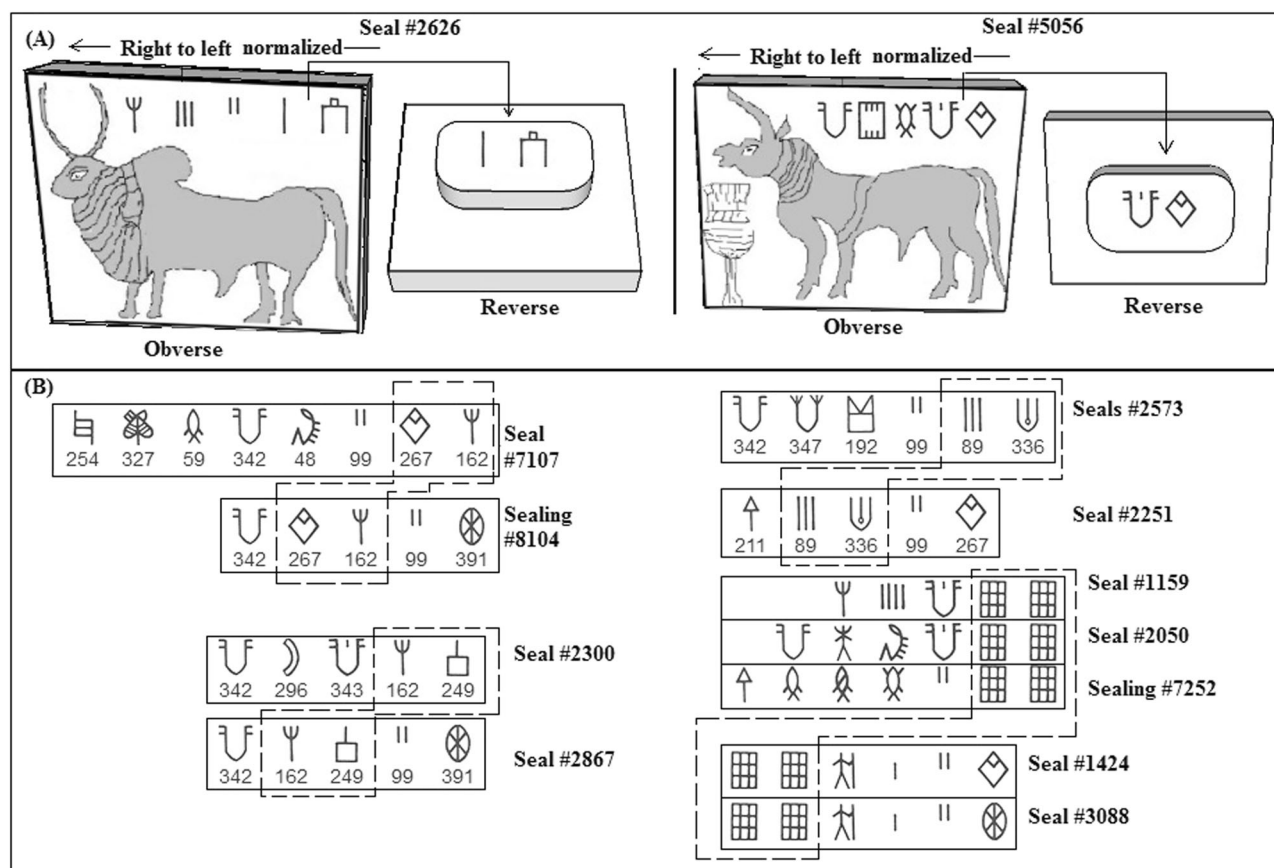 (A)
Seal #2626
Right to left normalized
Obverse
Reverse
Seal #5056
Right to left normalized
Obverse
Reverse
(B)
254 327 59 342 48 99 267 162
Seal
#7107
342 267 162 99 391
Sealing
#8104
342 296 343 162 249
Seal #2300
342 162 249 99 391
Seal #2867
342 347 192 99 89 336
Seals #2573
211 89 336 99 267
Seal #2251
Seal #1159
Seal #2050
Sealing #7252
Seal #1424
Seal #3088